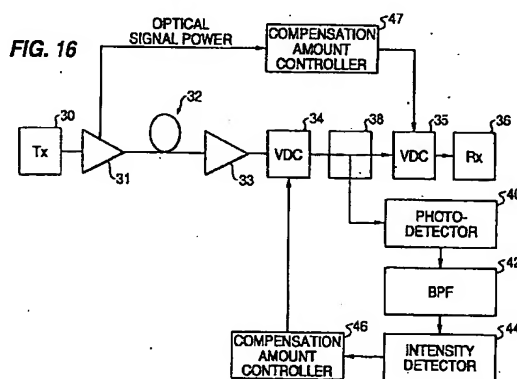 FIG. 16
OPTICAL
SIGNAL POWER
47
COMPENSATION
AMOUNT
CONTROLLER
30
Tx
31
32
33
34
VDC
38
35
VDC
36
Rx
40
PHOTO-
DETECTOR
42
BPF
44
INTENSITY
DETECTOR
46
COMPENSATION
AMOUNT
CONTROLLER